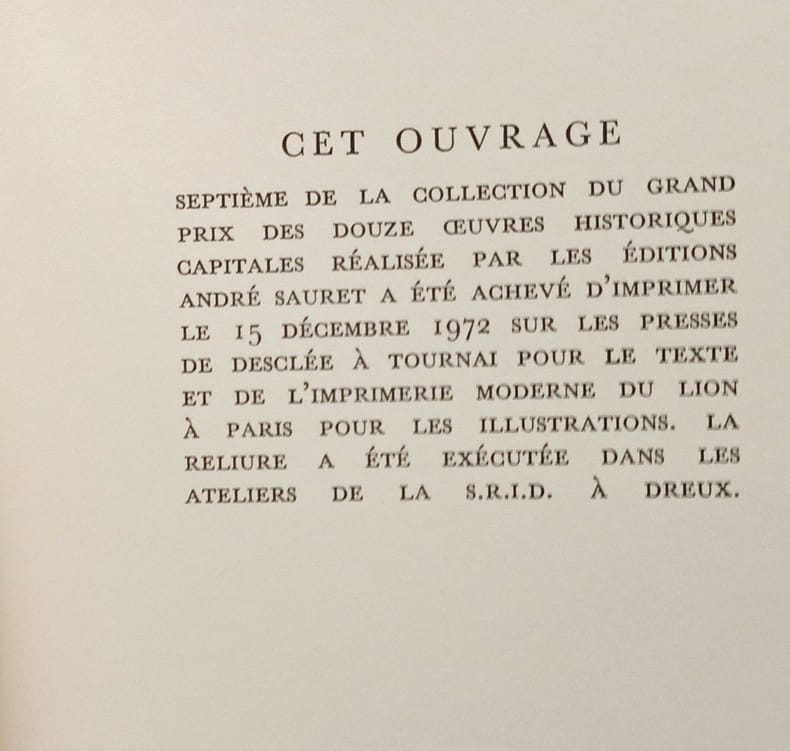 CET OUVRAGE
SEPTIÈME DE LA COLLECTION DU GRAND
PRIX DES DOUZE ŒUVRES HISTORIQUES
CAPITALES RÉALISÉE PAR LES ÉDITIONS
ANDRÉ SAURET A ÉTÉ ACHEVÉ D'IMPRIMER
LE 15 DÉCEMBRE 1972 SUR LES PRESSES
DE DESCLÉE À TOURNAI POUR LE TEXTE
ET DE L'IMPRIMERIE MODERNE DU LION
À PARIS POUR LES ILLUSTRATIONS. LA
RELIURE A ÉTÉ EXÉCUTÉE DANS LES
ATELIERS DE LA S.R.I.D. À DREUX.